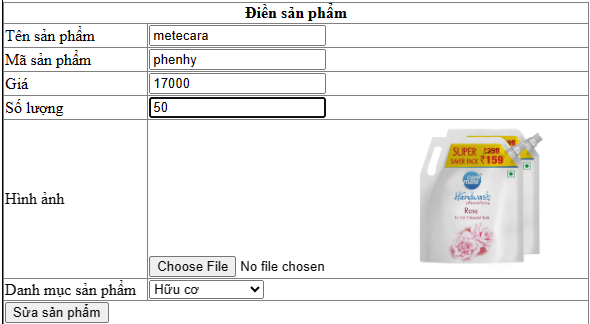 Điền sản phẩm
Tên sản phẩm metecara
Mã sản phẩm phenhy
Giá 17000
Số lượng 50
SUPER
SAVER PACK ₹159
care
mate
Handwash
Rose
Hình ảnh
Choose File No file chosen
Danh mục sản phẩm Hữu cơ
Sửa sản phẩm